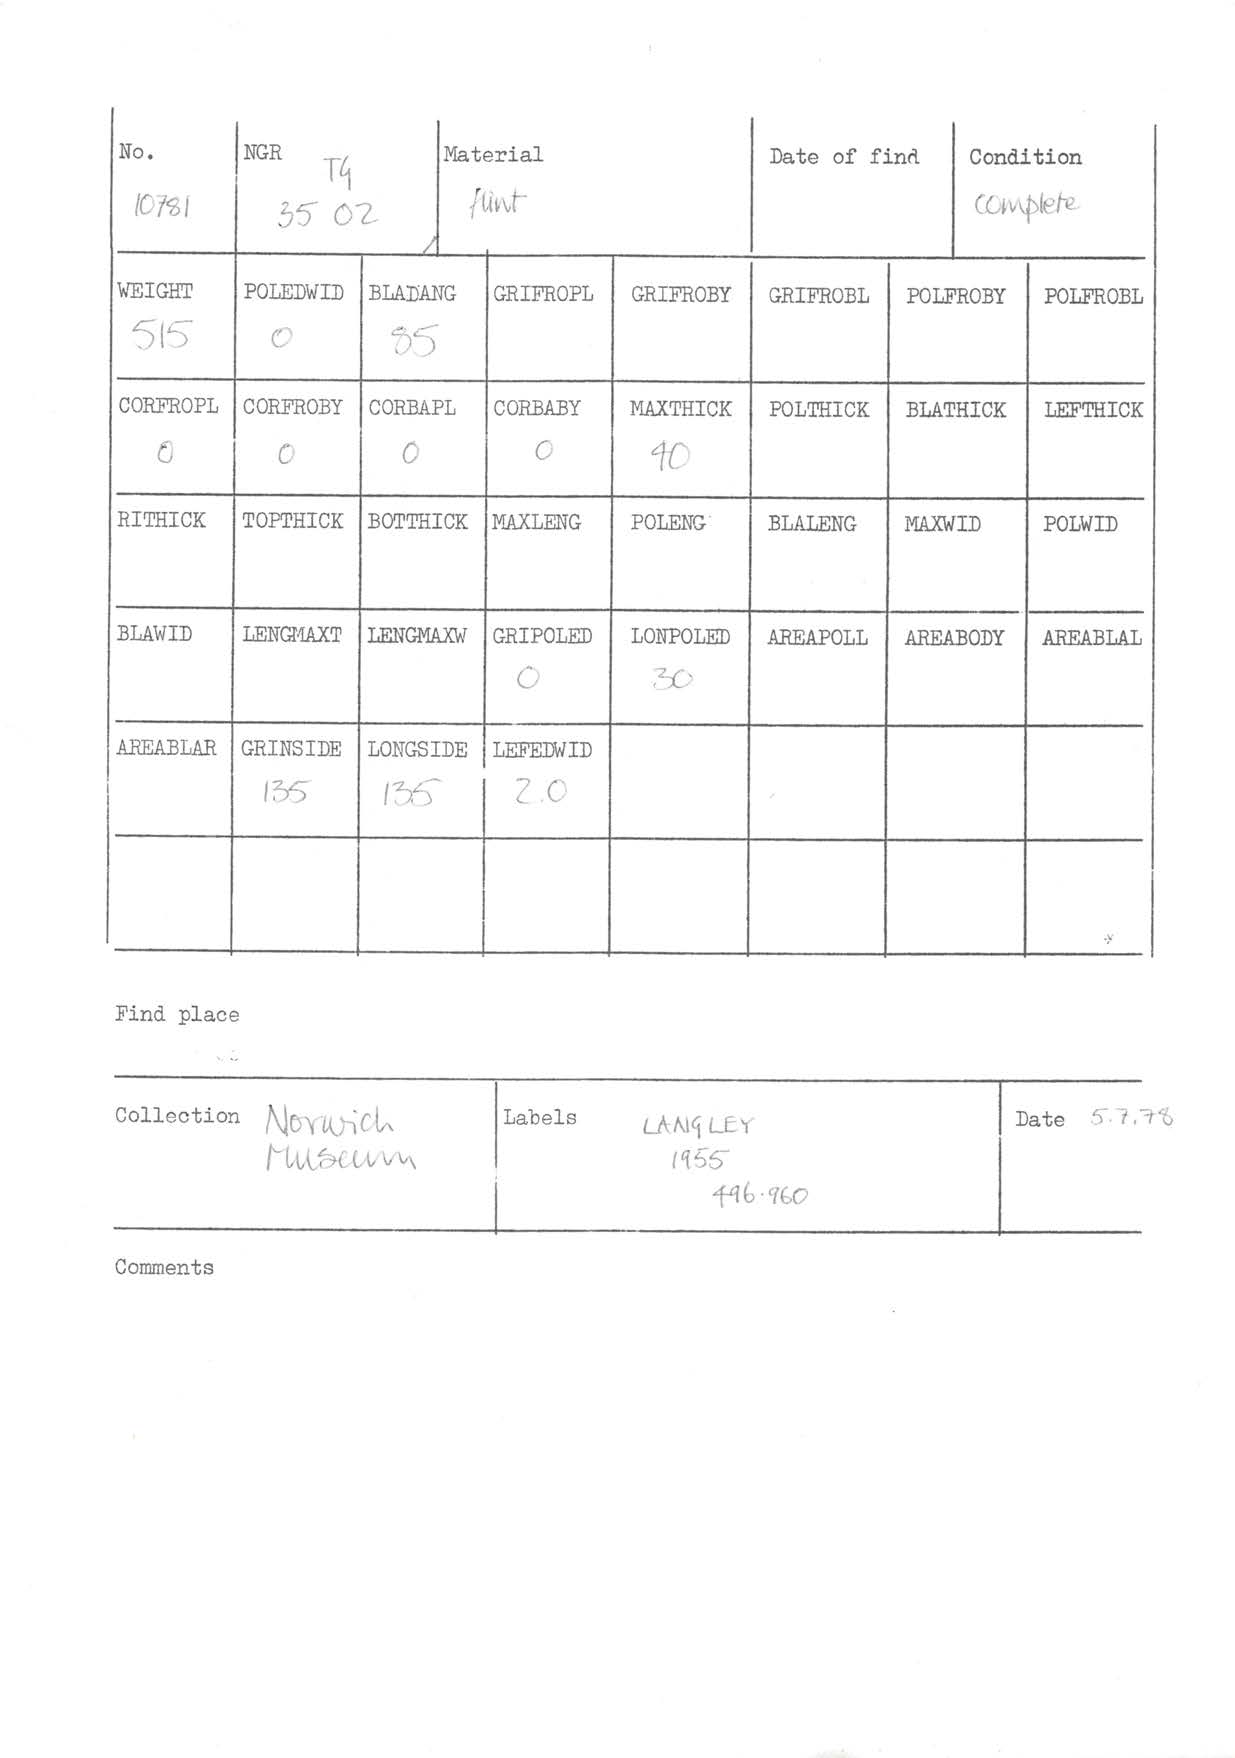 No. NGR Material Date of find Condition
10781 TG 35 02 flint complete
WEIGHT POLEDWID BLADANG GRIFROPL GRIFROBY GRIFROBL POLFROBY POLFROBL
515 0 85
CORFROPL CORFROBY CORBAPL CORBABY MAXTHICK POLTHICK BLATHICK LEFTHICK
0 0 0 0 40
RITHICK TOPTHICK BOTTHICK MAXLENG POLENG BLALENG MAXWID POLWID
BLAWID LENGMAXT LENGMAXW GRIPOLED LONPOLED AREAPOLL AREABODY AREABLAL
0 30
AREABLAR GRINSIDE LONGSIDE LEFEDWID
135 135 2.0
Find place
Collection Norwich Museum
Labels LANGLEY
1955
496.960
Date 5.7.78
Comments